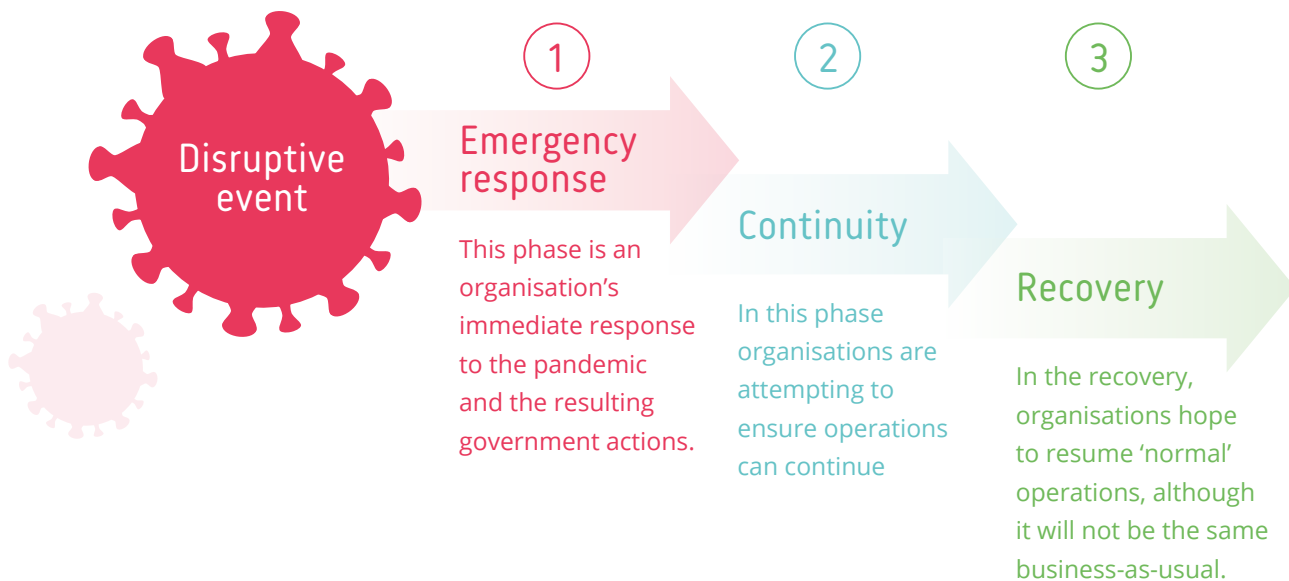 Disruptive
event
1
Emergency
response
This phase is an
organisation’s
immediate response
to the pandemic
and the resulting
government actions.
2
Continuity
In this phase
organisations are
attempting to
ensure operations
can continue
3
Recovery
In the recovery,
organisations hope
to resume ‘normal’
operations, although
it will not be the same
business-as-usual.